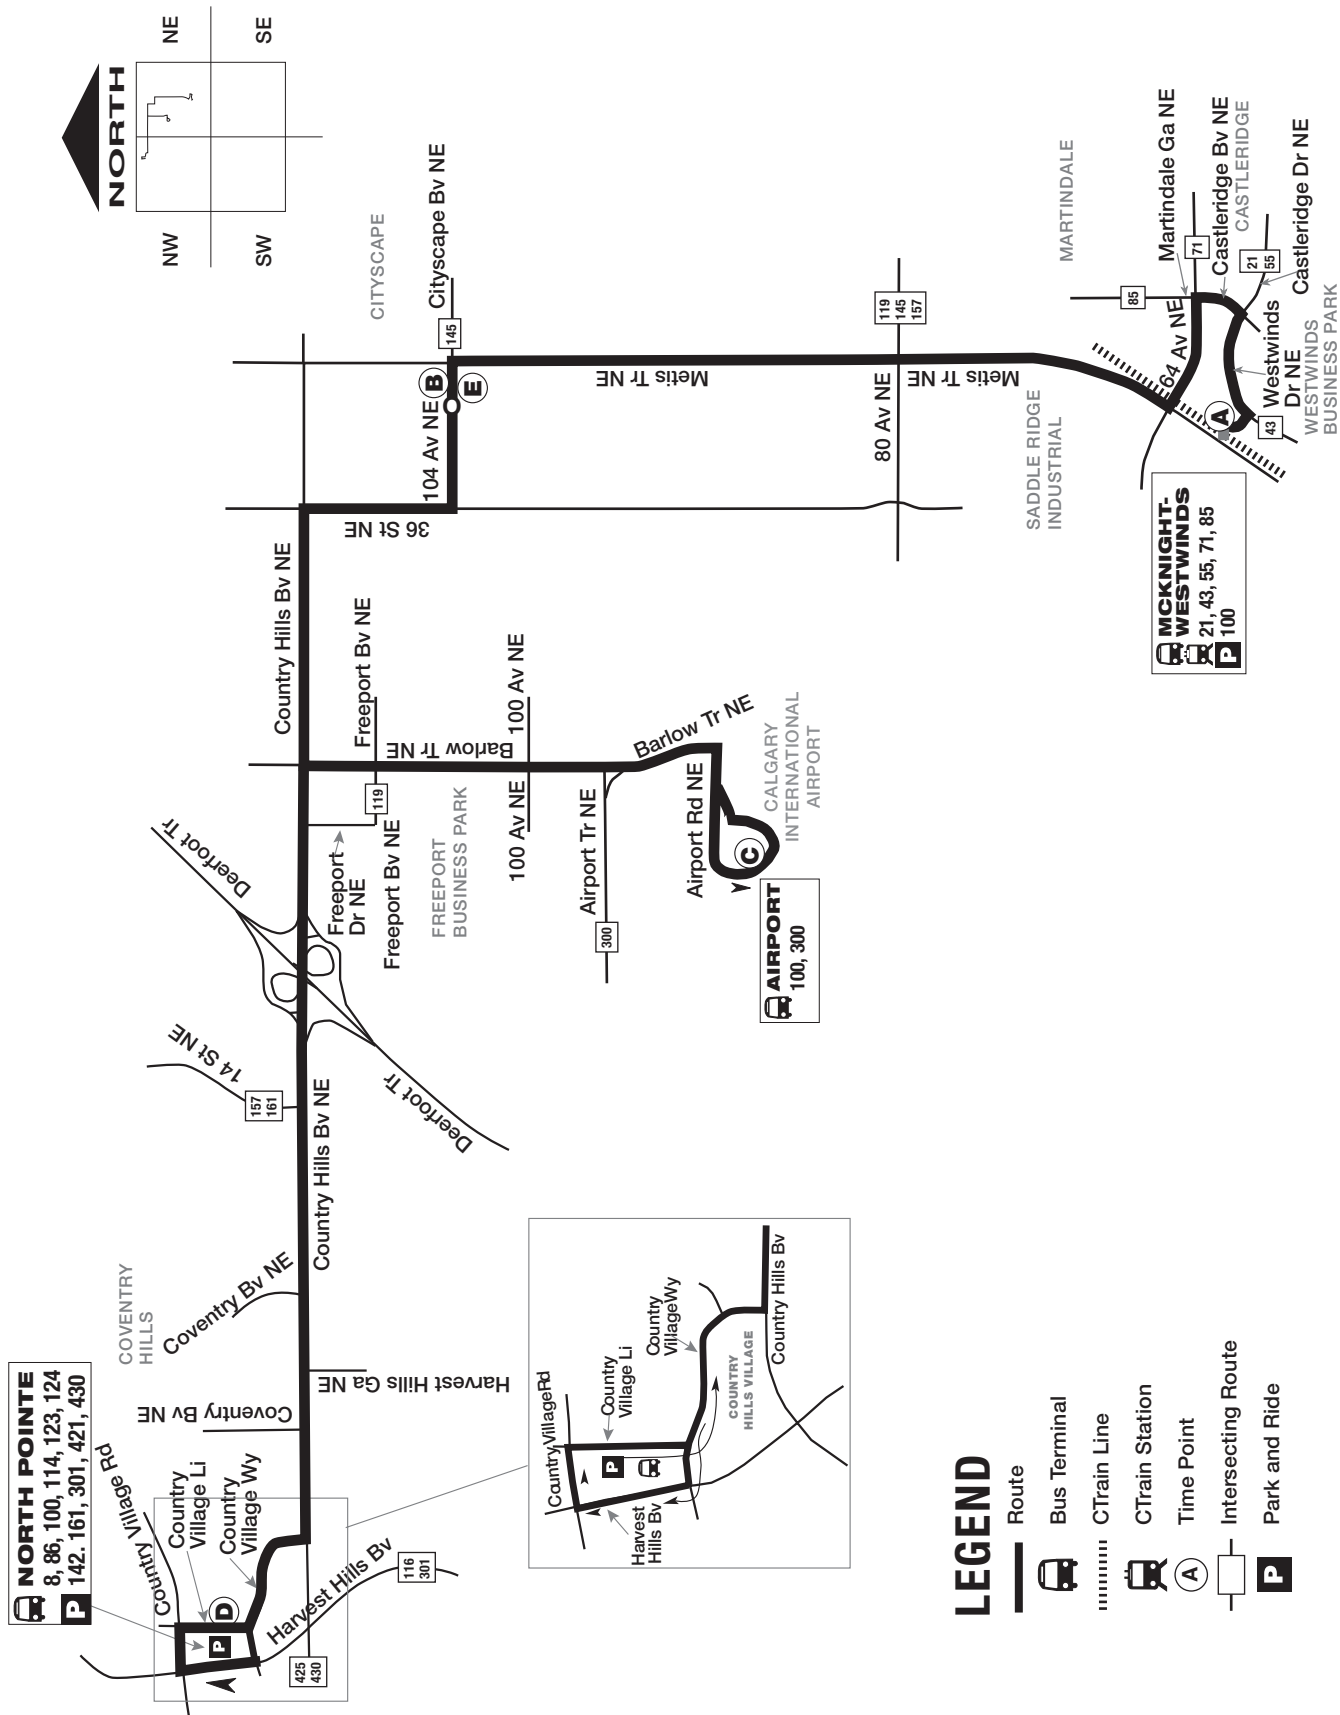 NORTH
NW
NE
SW
SE
NORTH POINTE
8, 86, 100, 114, 123, 124
142. 161, 301, 421, 430
P
Country Village Rd
Country
Village Li
Country
Village Wy
D
P
Harvest Hills Bv
116
301
425
430
Coventry Bv NE
COVENTRY
HILLS
Coventry Bv NE
Harvest Hills Ga NE
Country Hills Bv NE
14 St NE
157
161
Deerfoot Tr
Deerfoot Tr
Freeport
Dr NE
Freeport Bv NE
119
Freeport Bv NE
FREEPORT
BUSINESS PARK
Country Hills Bv NE
Barlow Tr NE
100 Av NE
100 Av NE
Airport Tr NE
300
Barlow Tr NE
Airport Rd NE
C
CALGARY
INTERNATIONAL
AIRPORT
AIRPORT
100, 300
36 St NE
104 Av NE
B
E
145
Cityscape Bv NE
CITYSCAPE
Metis Tr NE
80 Av NE
119
145
157
Metis Tr NE
SADDLE RIDGE
INDUSTRIAL
MARTINDALE
85
Martindale Ga NE
71
64 Av NE
Castleridge Bv NE
CASTLERIDGE
21
55
Castleridge Dr NE
A
Westwinds
Dr NE
43
WESTWINDS
BUSINESS PARK
MCKNIGHT-
WESTWINDS
21, 43, 55, 71, 85
100
P
Country Village Rd
Country
Village Li
Country
Village Wy
P
Harvest
Hills Bv
COUNTRY
HILLS VILLAGE
Country Hills Bv
LEGEND
Route
Bus Terminal
CTrain Line
CTrain Station
A
Time Point
Intersecting Route
P
Park and Ride